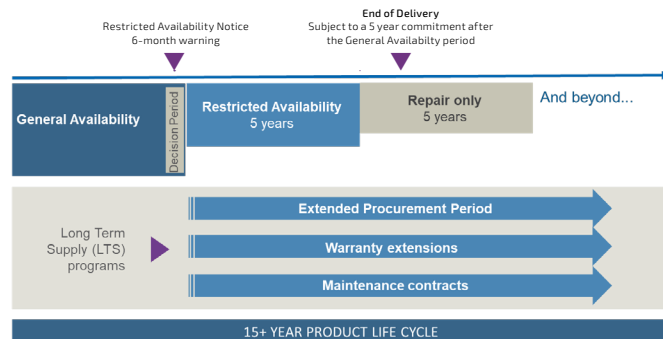 Restricted Availability Notice
6-month warning
End of Delivery
Subject to a 5 year commitment after
the General Availabilty period
General Availability
Decision Period
Restricted Availability
5 years
Repair only
5 years
And beyond...
Long Term
Supply (LTS)
programs
Extended Procurement Period
Warranty extensions
Maintenance contracts
15+ YEAR PRODUCT LIFE CYCLE